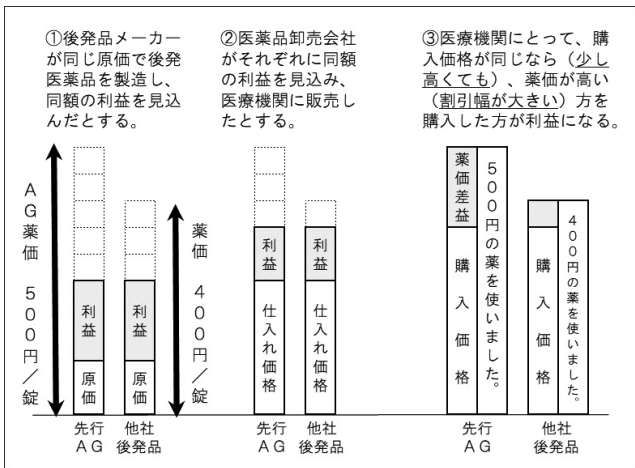 ①後発品メーカー
が同じ原価で後発
医薬品を製造し、
同額の利益を見込
んだとする。
②医薬品卸売会社
がそれぞれに同額
の利益を見込み、
医療機関に販売し
たとする。
③医療機関にとって、購
入価格が同じなら（少し
高くても）、薬価が高い
（割引幅が大きい）方を
購入した方が利益になる。
AG薬価 500円／錠
利益
原価
利益
原価
薬価 400円／錠
利益
仕入れ価格
利益
仕入れ価格
薬価差益
購入価格
500円の薬を使いました。
購入価格
400円の薬を使いました。
先行
AG
他社
後発品
先行
AG
他社
後発品
先行
AG
他社
後発品